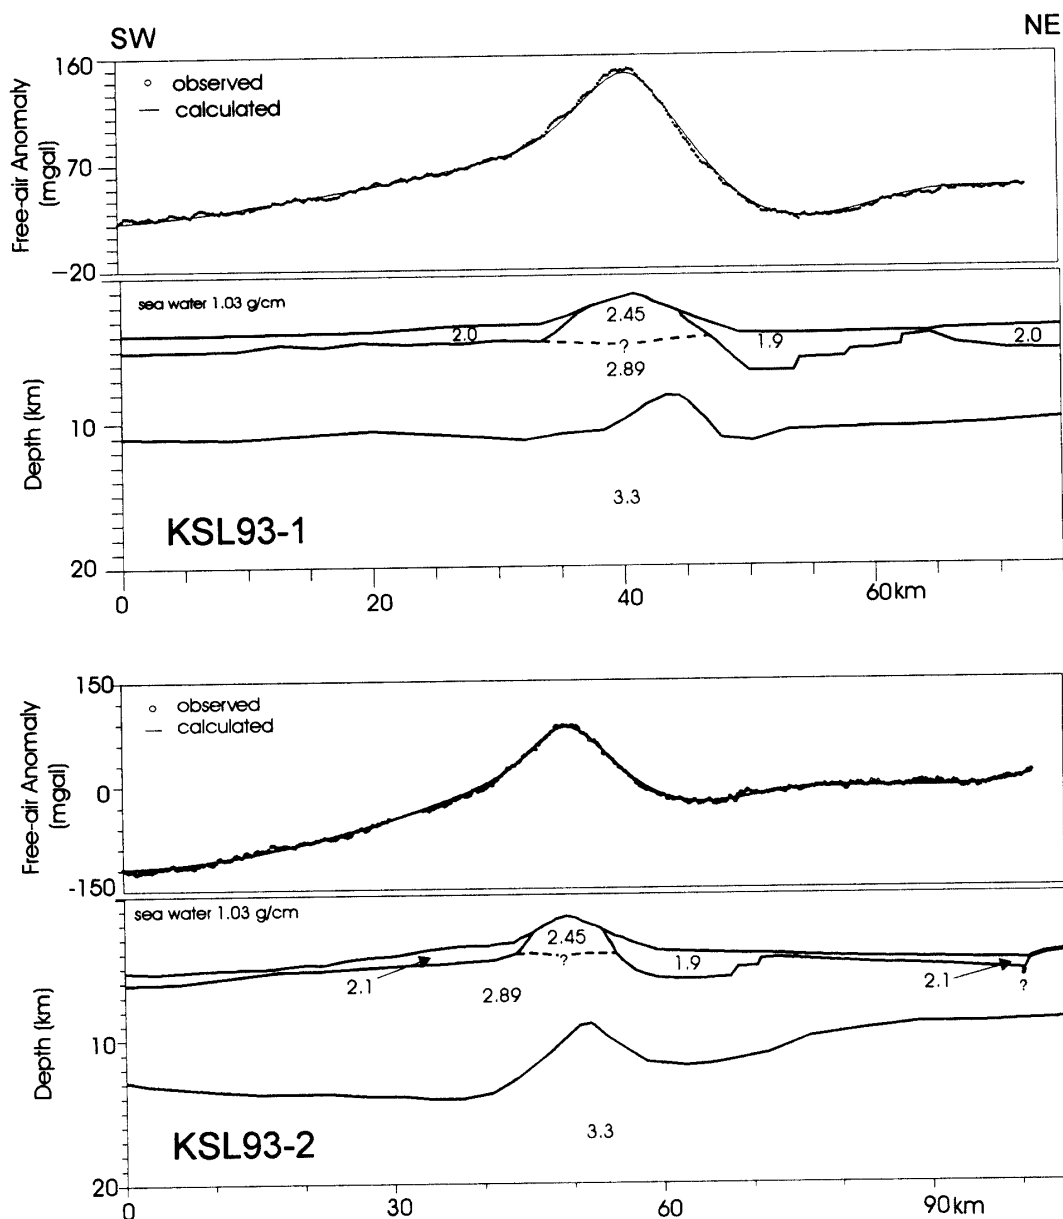 SW
NE
160
70
−20
Free-air Anomaly
(mgal)
o observed
— calculated
sea water 1.03 g/cm
2.0
2.45
?
2.89
1.9
2.0
10
20
Depth (km)
3.3
KSL93-1
0
20
40
60km
150
0
-150
Free-air Anomaly
(mgal)
o observed
— calculated
sea water 1.03 g/cm
2.45
?
1.9
2.1
2.89
2.1
?
10
20
Depth (km)
3.3
KSL93-2
0
30
60
90km